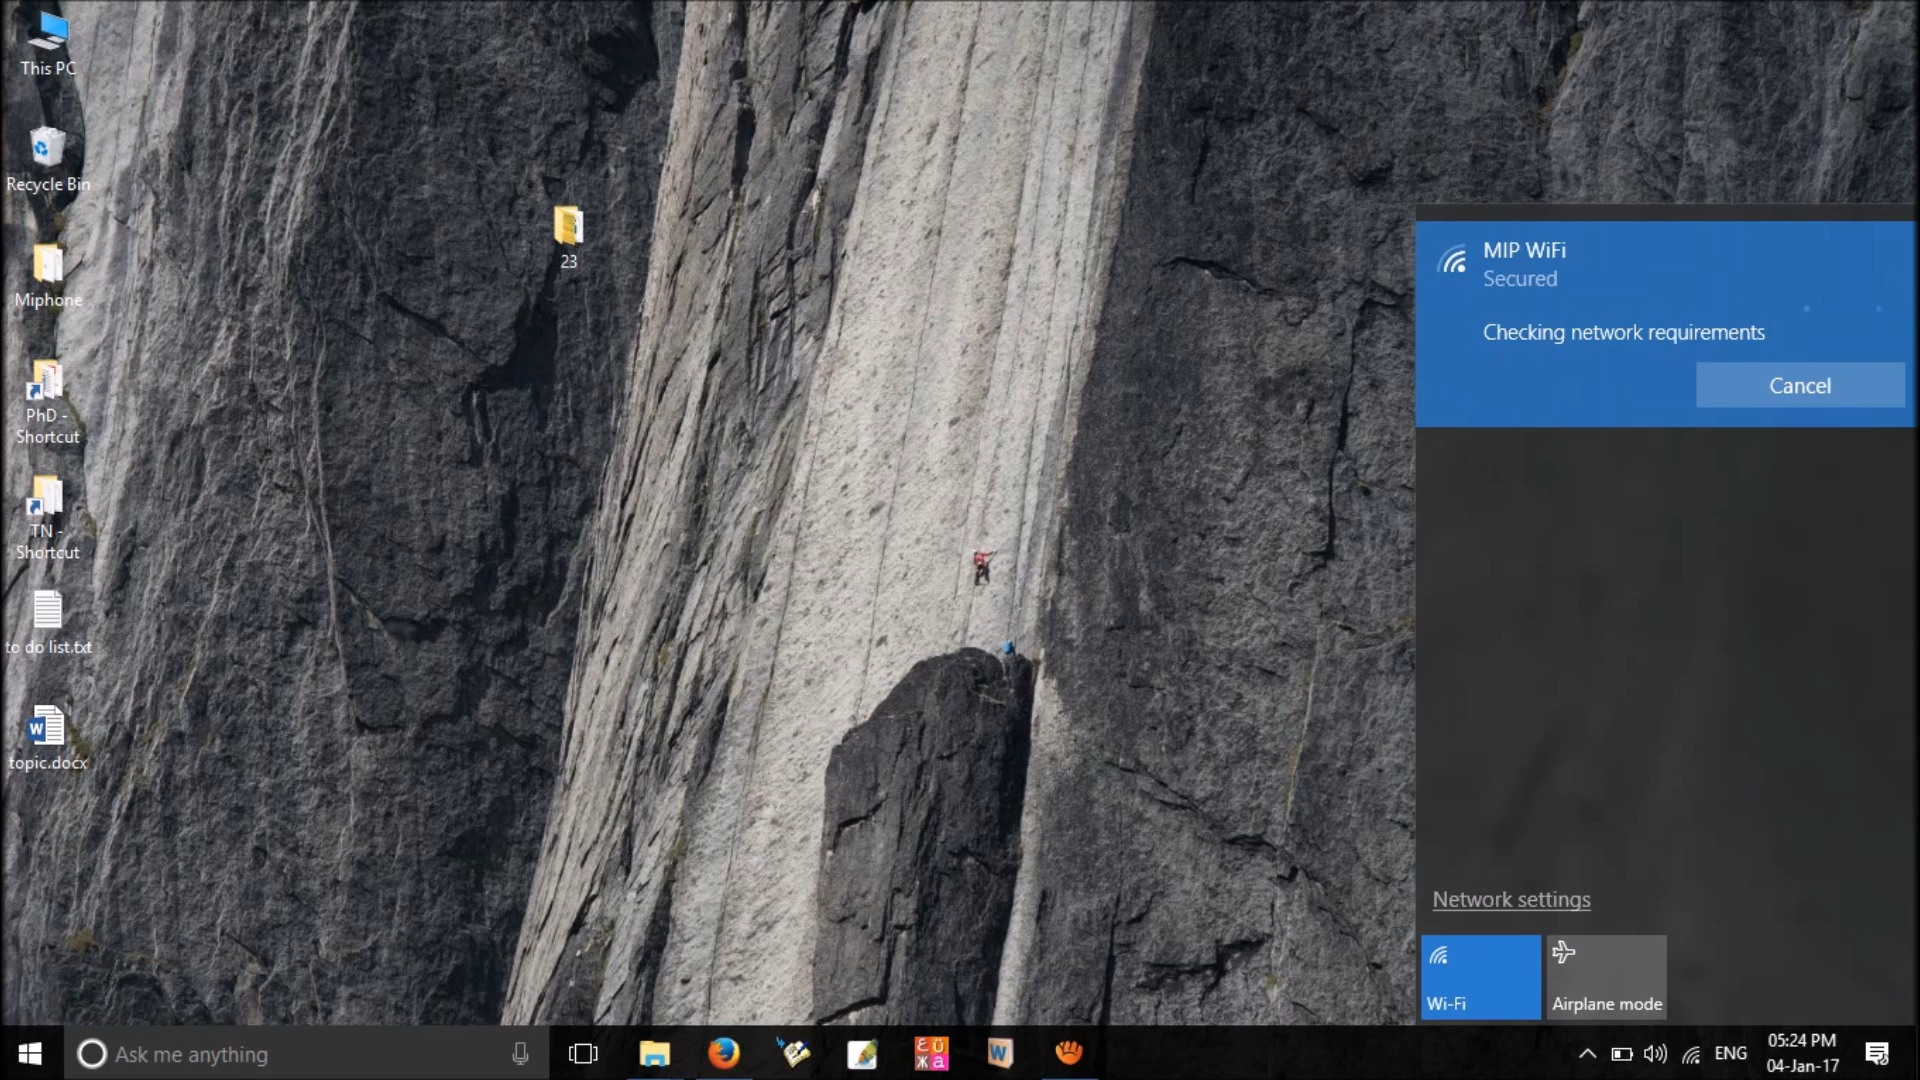 This PC
Recycle Bin
Miphone
PhD -
Shortcut
TN -
Shortcut
to do list.txt
topic.docx
23
MIP WiFi
Secured
Checking network requirements
Cancel
Network settings
Wi-Fi
Airplane mode
Ask me anything
Ɛ Ü
Ж a
W
ENG
05:24 PM
04-Jan-17